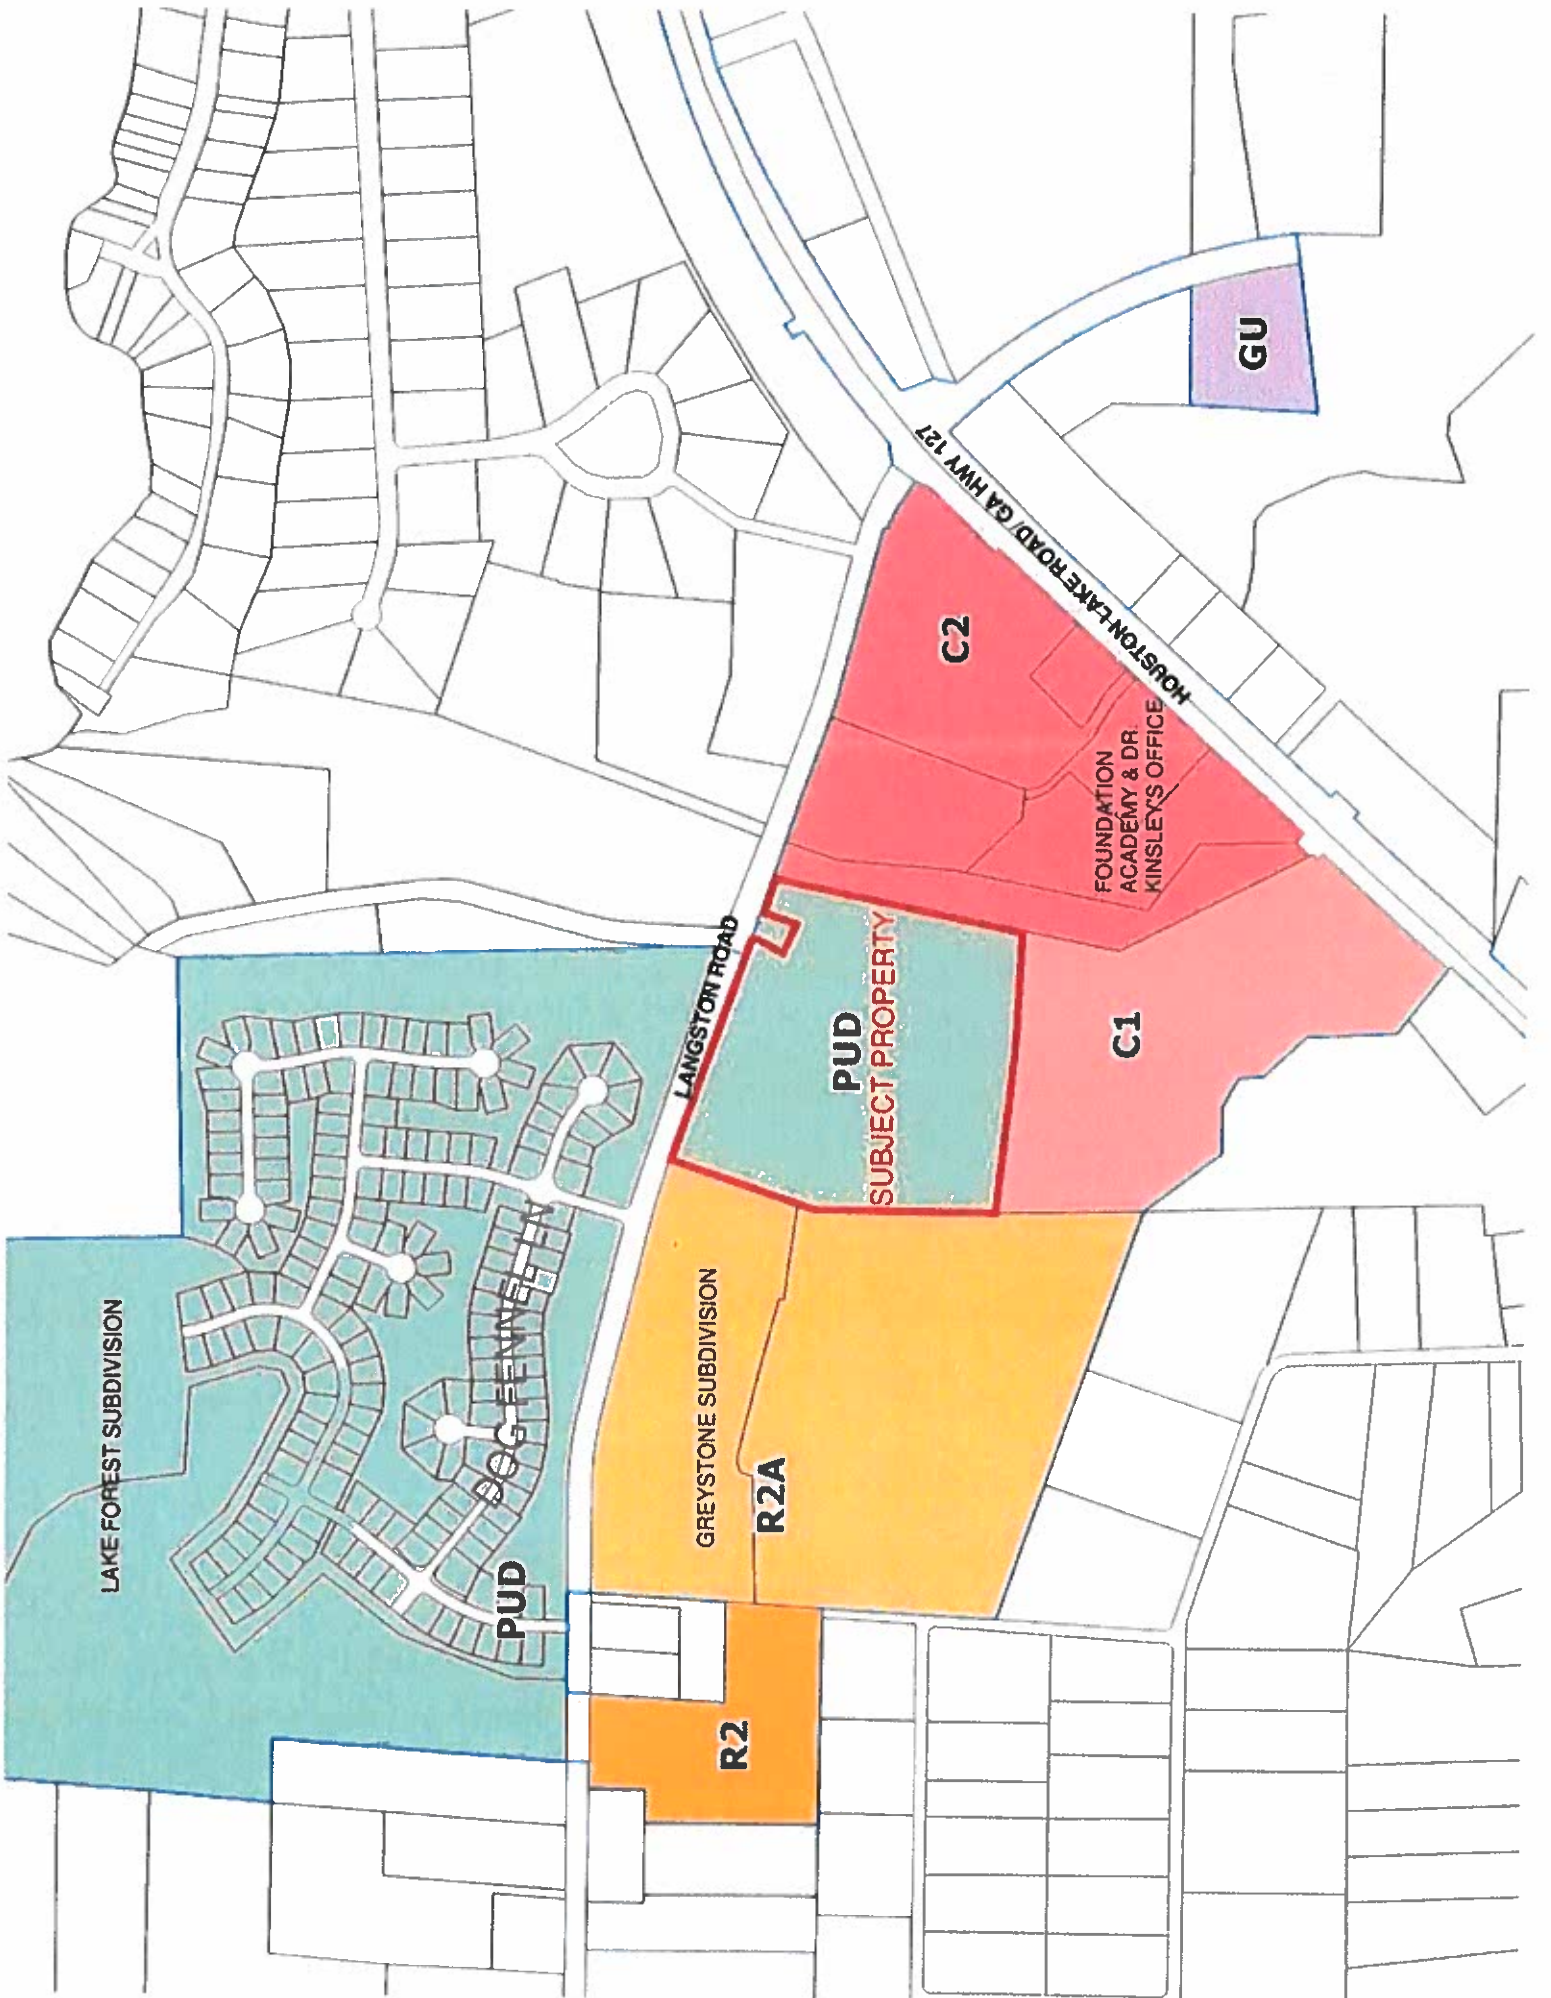 LAKE FOREST SUBDIVISION
PUD
LANGSTON ROAD
GREYSTONE SUBDIVISION
R2A
R2
PUD
SUBJECT PROPERTY
C1
C2
FOUNDATION
ACADEMY & DR.
KINSLEY'S OFFICE
HOUSTON LAKE ROAD/ GA HWY 127
GU